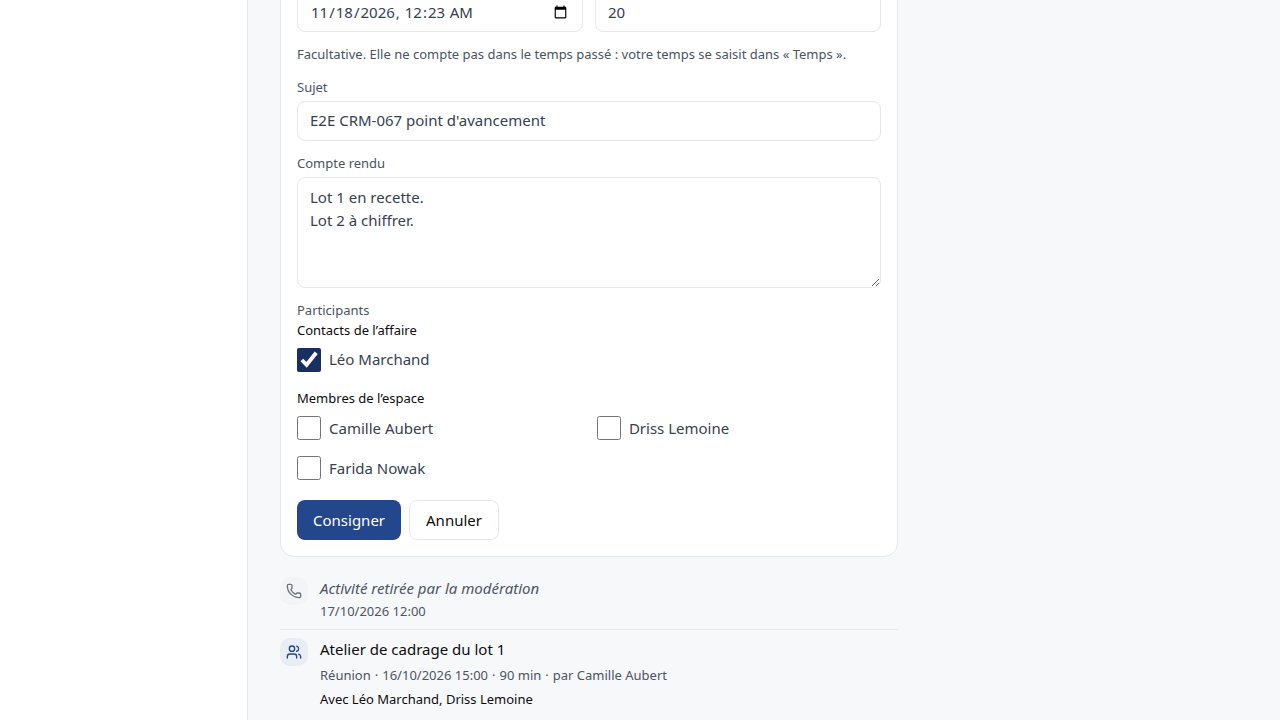 11/18/2026, 12:23 AM
20
Facultative. Elle ne compte pas dans le temps passé : votre temps se saisit dans « Temps ».
Sujet
E2E CRM-067 point d'avancement
Compte rendu
Lot 1 en recette.
Lot 2 à chiffrer.
Participants
Contacts de l’affaire
Léo Marchand
Membres de l’espace
Camille Aubert
Driss Lemoine
Farida Nowak
Consigner
Annuler
Activité retirée par la modération
17/10/2026 12:00
Atelier de cadrage du lot 1
Réunion · 16/10/2026 15:00 · 90 min · par Camille Aubert
Avec Léo Marchand, Driss Lemoine